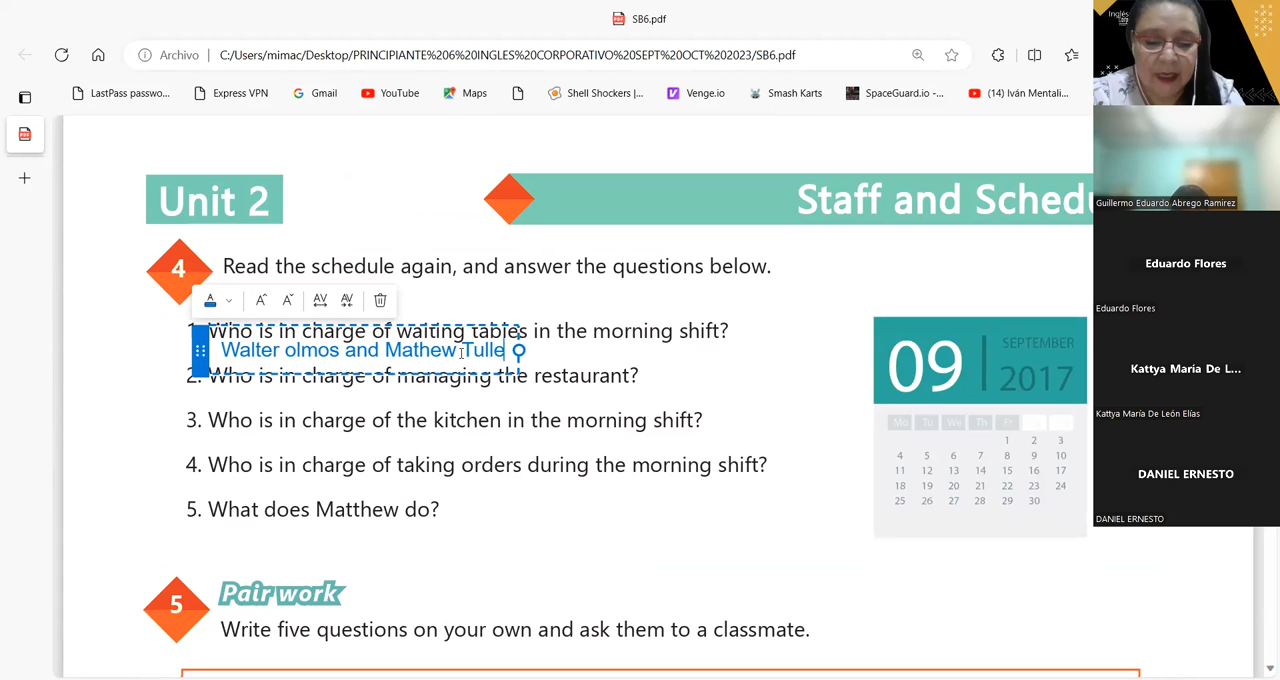 SB6.pdf
Archivo C:/Users/mimac/Desktop/PRINCIPIANTE%206%20INGLES%20CORPORATIVO%20SEPT%20OCT%202023/SB6.pdf
LastPass passwo... Express VPN Gmail YouTube Maps Shell Shockers |... Venge.io Smash Karts SpaceGuard.io -... (14) Iván Mentali...
Unit 2
Staff and Schedu
4 Read the schedule again, and answer the questions below.
1. Who is in charge of waiting tables in the morning shift?
Walter olmos and Mathew Tulle
2. Who is in charge of managing the restaurant?
3. Who is in charge of the kitchen in the morning shift?
4. Who is in charge of taking orders during the morning shift?
5. What does Matthew do?
09 SEPTEMBER
2017
Mo Tu We Th Fr
1 2 3
4 5 6 7 8 9 10
11 12 13 14 15 16 17
18 19 20 21 22 23 24
25 26 27 28 29 30
5 Pair work
Write five questions on your own and ask them to a classmate.
Inglés
Corp
Guillermo Eduardo Abrego Ramirez
Eduardo Flores
Eduardo Flores
Kattya Maria De L...
Kattya María De León Elías
DANIEL ERNESTO
DANIEL ERNESTO